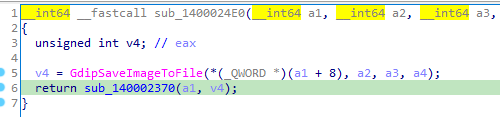 1 __int64 __fastcall sub_1400024E0(__int64 a1, __int64 a2, __int64 a3,
2 {
3 unsigned int v4; // eax
4
5 v4 = GdipSaveImageToFile(*(_QWORD *)(a1 + 8), a2, a3, a4);
6 return sub_140002370(a1, v4);
7 }